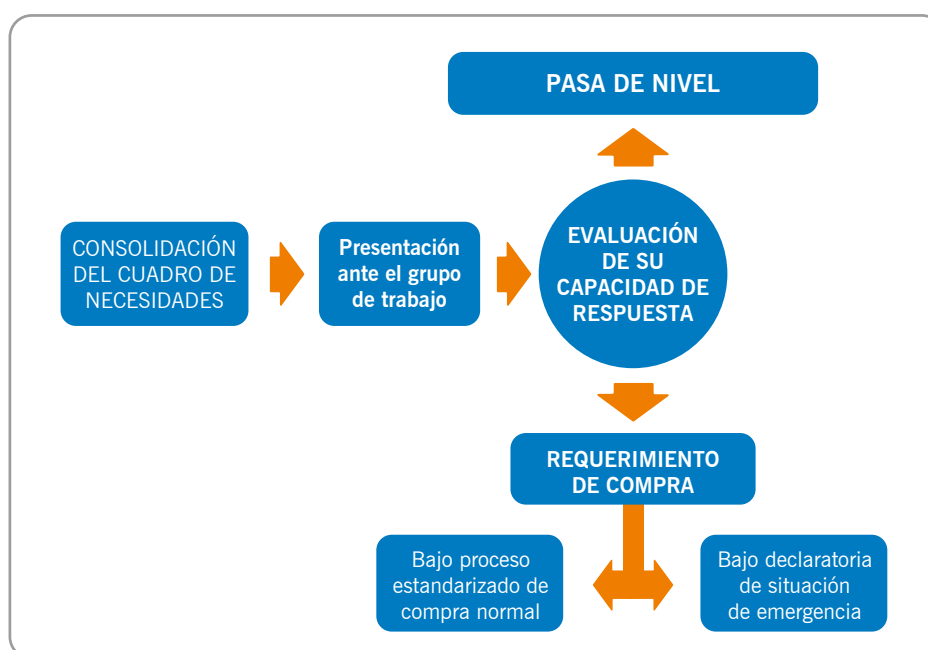 PASA DE NIVEL
CONSOLIDACIÓN
DEL CUADRO DE
NECESIDADES
Presentación
ante el grupo
de trabajo
EVALUACIÓN
DE SU
CAPACIDAD DE
RESPUESTA
REQUERIMIENTO
DE COMPRA
Bajo proceso
estandarizado de
compra normal
Bajo declaratoria
de situación
de emergencia